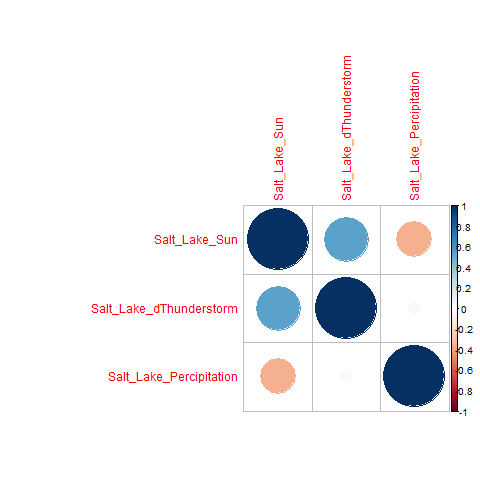 Salt_Lake_Sun
Salt_Lake_dThunderstorm
Salt_Lake_Percipitation
Salt_Lake_Sun
Salt_Lake_dThunderstorm
Salt_Lake_Percipitation
1
0.8
0.6
0.4
0.2
0
-0.2
-0.4
-0.6
-0.8
-1